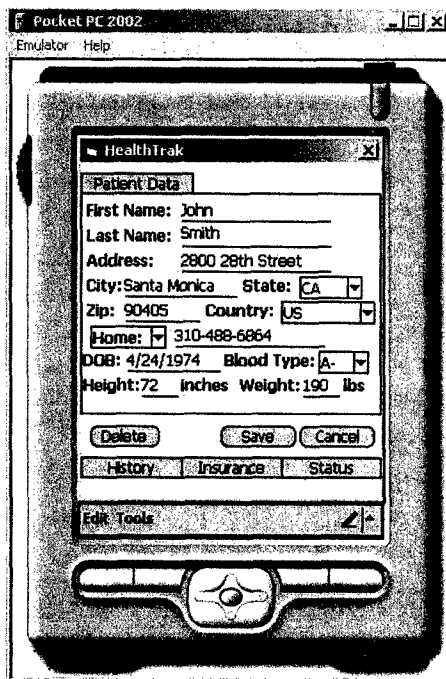 Pocket PC 2002
Emulator Help
HealthTrak
Patient Data
First Name: John
Last Name: Smith
Address: 2800 28th Street
City: Santa Monica State: CA
Zip: 90405 Country: US
Home: 310-488-6864
DOB: 4/24/1974 Blood Type: A-
Height: 72 inches Weight: 190 lbs
Delete Save Cancel
History Insurance Status
Edit Tools